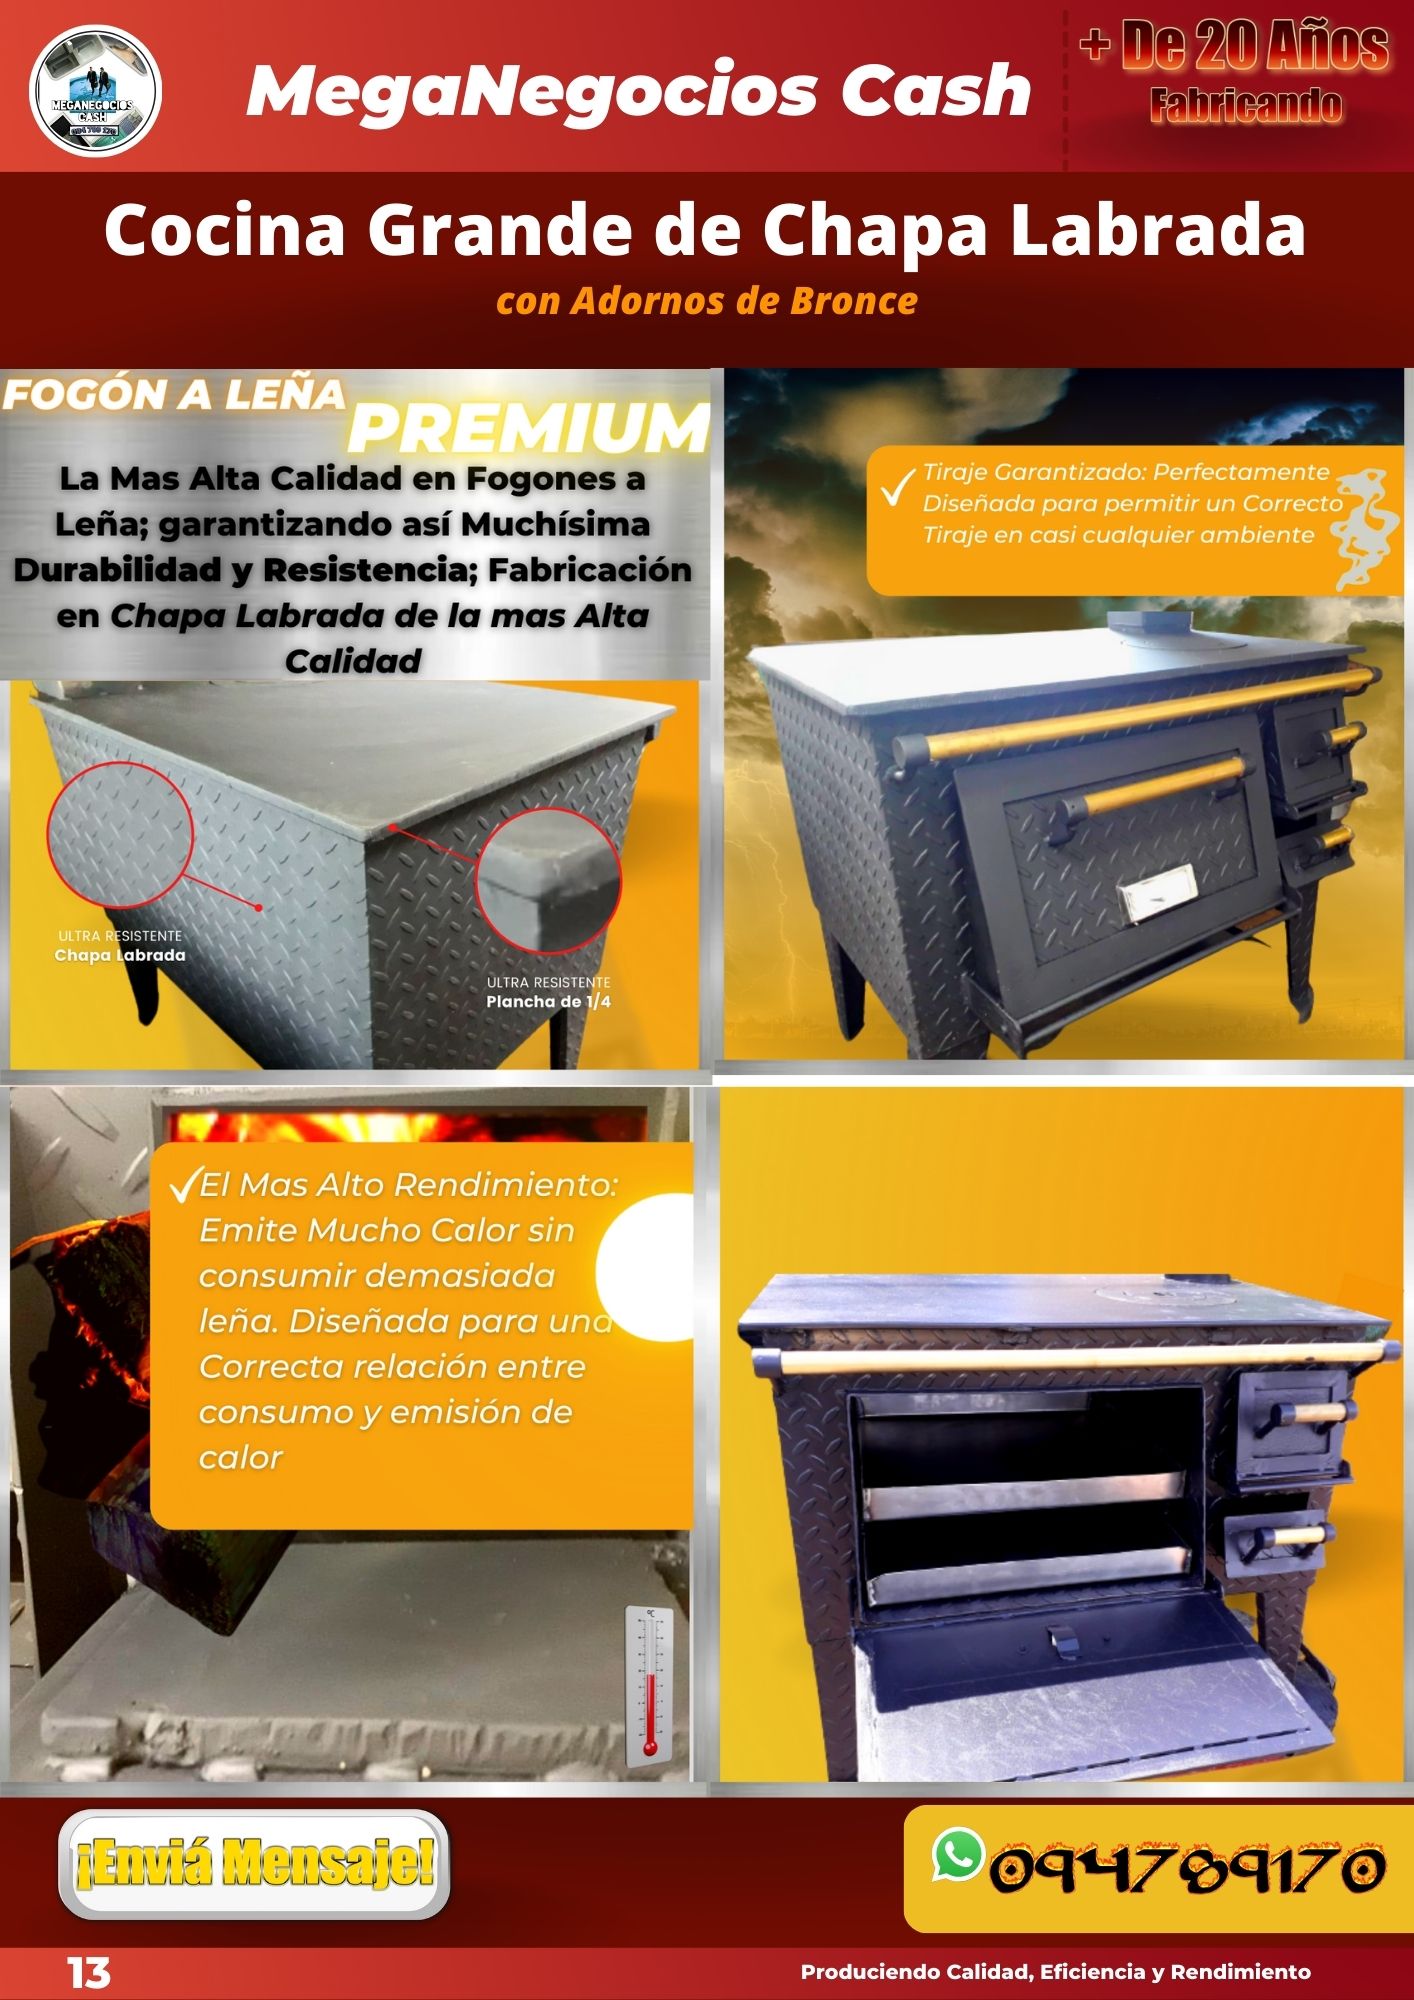 MEGANEGOCIOS
CASH
MegaNegocios Cash
+ De 20 Años
Fabricando
Cocina Grande de Chapa Labrada
con Adornos de Bronce
FOGÓN A LEÑA
PREMIUM
La Mas Alta Calidad en Fogones a
Leña; garantizando así Muchísima
Durabilidad y Resistencia; Fabricación
en Chapa Labrada de la mas Alta
Calidad
Tiraje Garantizado: Perfectamente
Diseñada para permitir un Correcto
Tiraje en casi cualquier ambiente
ULTRA RESISTENTE
Chapa Labrada
ULTRA RESISTENTE
Plancha de 1/4
El Mas Alto Rendimiento:
Emite Mucho Calor sin
consumir demasiada
leña. Diseñada para una
Correcta relación entre
consumo y emisión de
calor
°C
¡Enviá Mensaje!
094789170
13
Produciendo Calidad, Eficiencia y Rendimiento